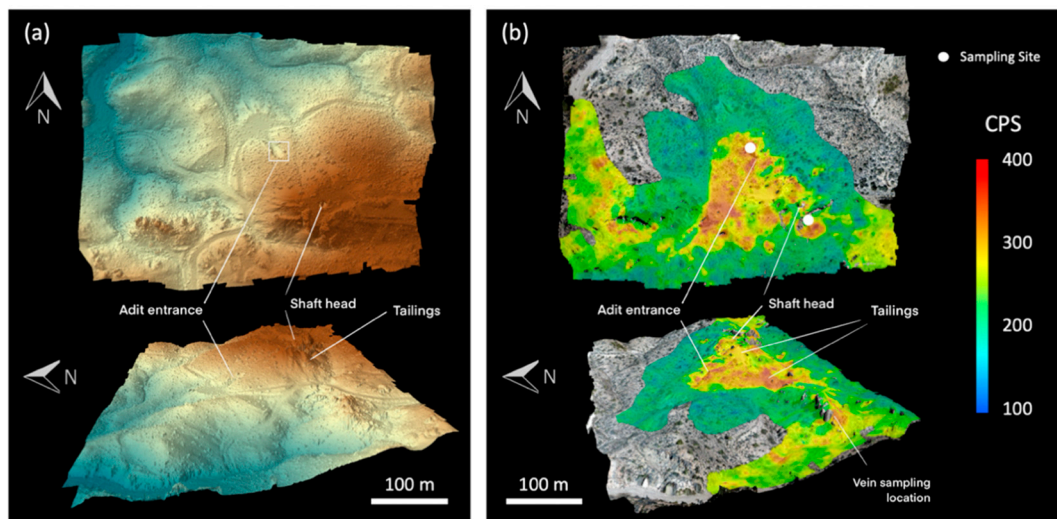 (a)
N
Adit entrance
Shaft head
Tailings
N
100 m
(b)
Sampling Site
N
CPS
400
300
200
100
Adit entrance
Shaft head
Tailings
N
100 m
Vein sampling
location